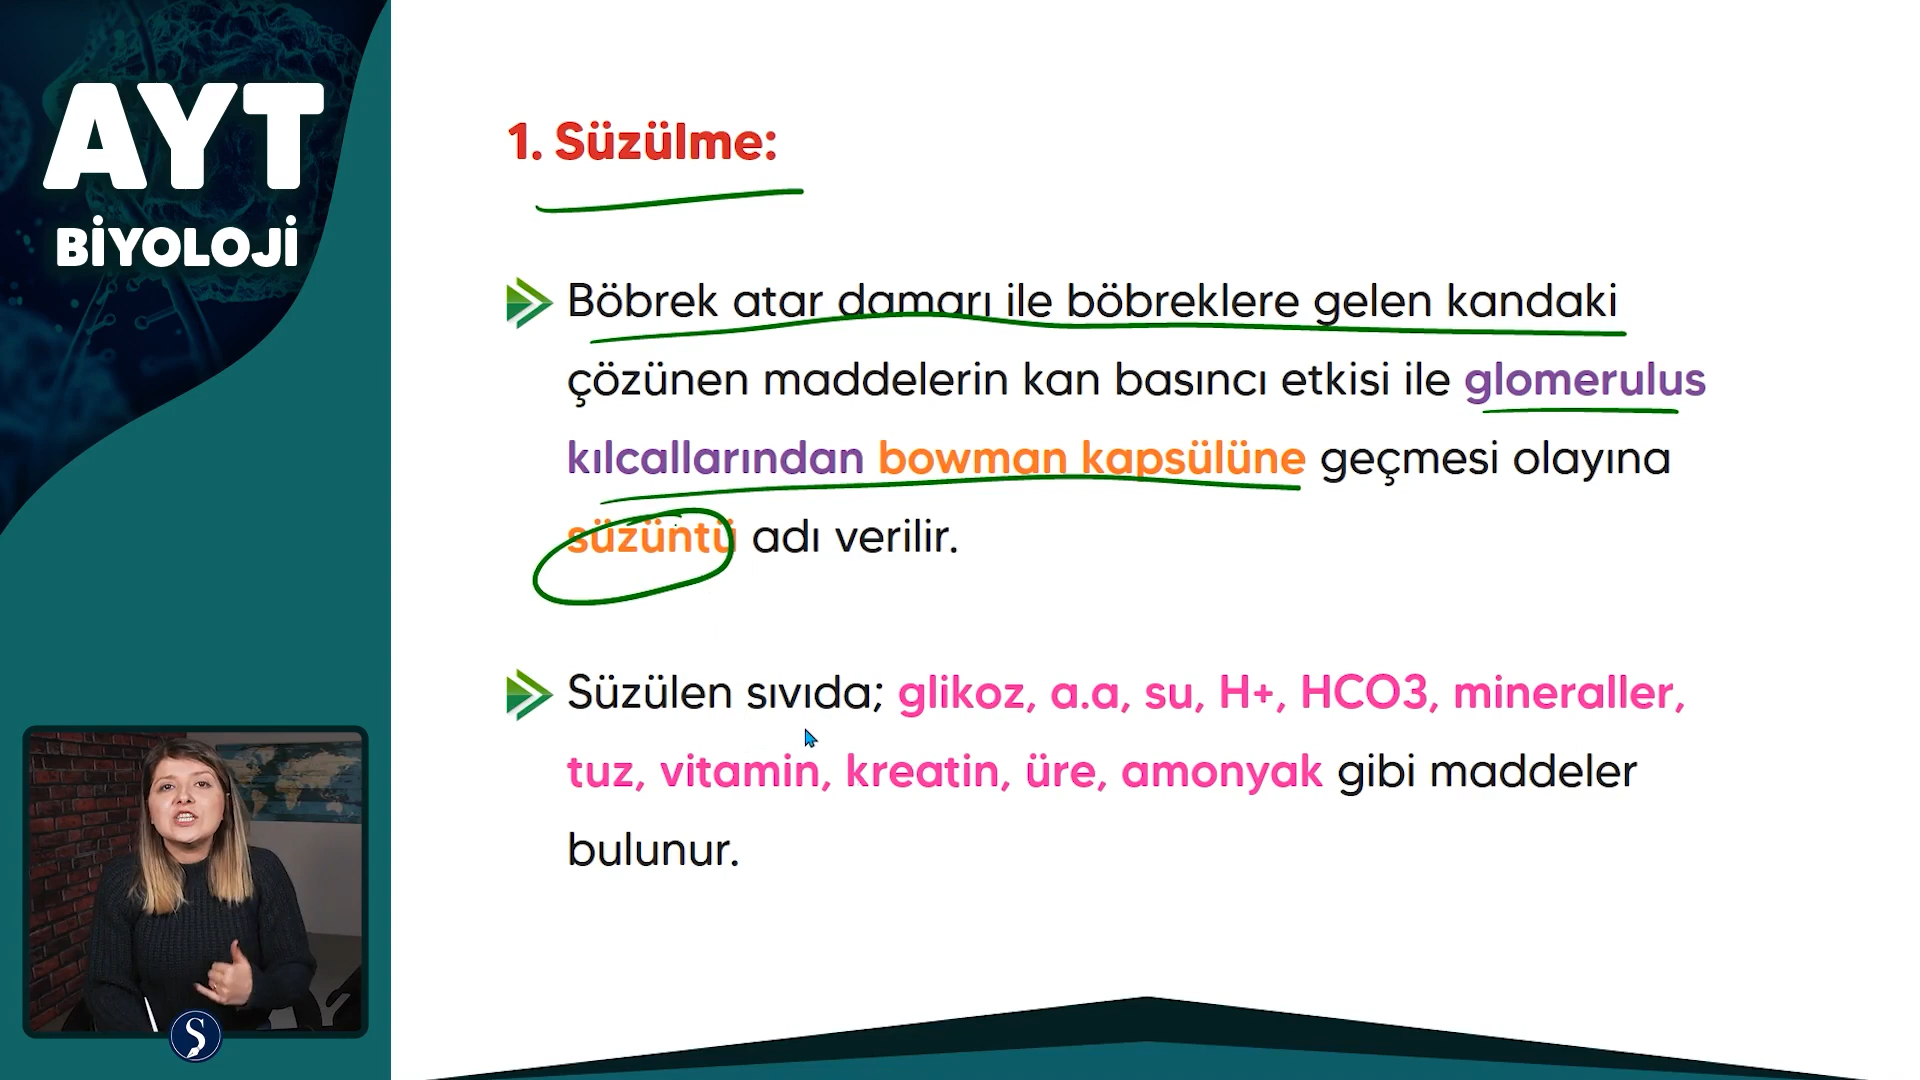 AYT
BİYOLOJİ
1. Süzülme:
Böbrek atar damarı ile böbreklere gelen kandaki
çözünen maddelerin kan basıncı etkisi ile glomerulus
kılcallarından bowman kapsülüne geçmesi olayına
süzüntü adı verilir.
Süzülen sıvıda; glikoz, a.a, su, H+, HCO3, mineraller,
tuz, vitamin, kreatin, üre, amonyak gibi maddeler
bulunur.
S